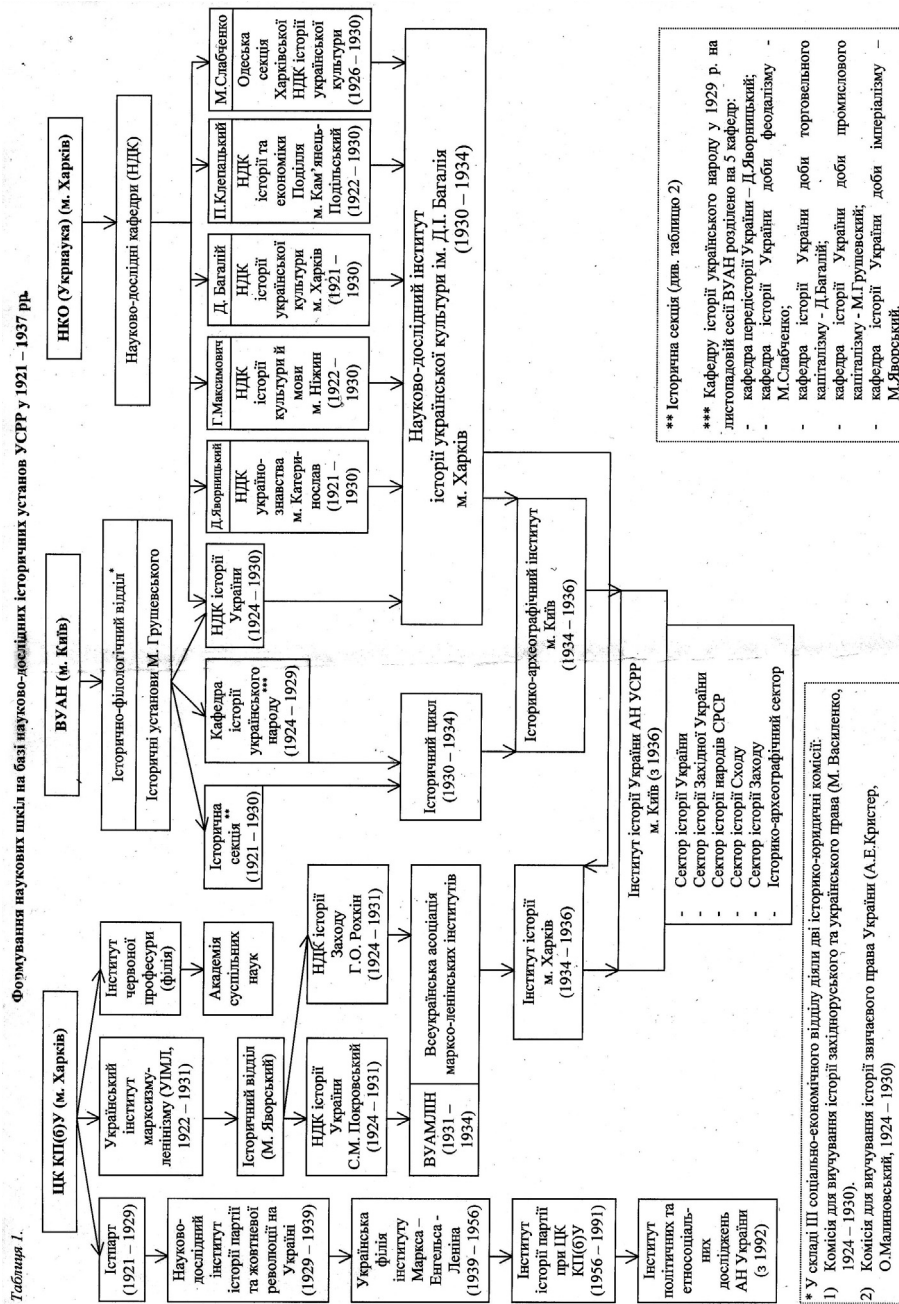 Таблиця 1.
Формування наукових шкіл на базі науково-дослідних історичних установ УСРР у 1921 – 1937 рр.
ЦК КП(б)У (м. Харків)
Істпарт
(1921 – 1929)
Науково-
дослідний
інститут
історії партії
та жовтневої
революції на
Україні
(1929 – 1939)
Українська
філія
інституту
Маркса –
Енгельса -
Леніна
(1939 – 1956)
Інститут
історії партії
при ЦК
КП(б)У
(1956 – 1991)
Інститут
політичних та
етносоціаль-
них
досліджень
АН України
(з 1992)
Український
інститут
марксизму-
ленінізму (УІМЛ,
1922 – 1931)
Історичний відділ
(М. Яворський)
НДК історії
України
С.М. Покровський
(1924 – 1931)
НДК історії
Заходу
Г.О. Рохкін
(1924 – 1931)
ВУАМЛІН
(1931 –
1934)
Всеукраїнська асоціація
марксо-ленінських інститутів
Інститут
червоної
професури
(філія)
Академія
суспільних
наук
Інститут історії
м. Харків
(1934 – 1936)
ВУАН (м. Київ)
Історично-філологічний відділ*
Історичні установи М. Грушевського
Історична
секція**
(1921 – 1930)
Кафедра
історії
українського
народу***
(1924 – 1929)
НДК історії
України
(1924 – 1930)
Історичний цикл
(1930 – 1934)
Історико-археографічний інститут
м. Київ
(1934 – 1936)
Інститут історії України АН УСРР
м. Київ (з 1936)
- Сектор історії України
- Сектор історії Західної України
- Сектор історії народів СРСР
- Сектор історії Сходу
- Сектор історії Заходу
- Історико-археографічний сектор
НКО (Укрнаука) (м. Харків)
Науково-дослідні кафедри (НДК)
Д.Яворницький
НДК
україно-
знавства
м. Катери-
нослав
(1921 –
1930)
Г.Максимович
НДК
історії
культури й
мови
м. Ніжин
(1922 –
1930)
Д. Багалій
НДК
історії
української
культури
м. Харків
(1921 –
1930)
П.Клепацький
НДК
історії та
економіки
Поділля
м. Кам’янець-
Подільський
(1922 – 1930)
М.Слабченко
Одеська
секція
Харківської
НДК історії
української
культури
(1926 – 1930)
Науково-дослідний інститут
історії української культури ім. Д.І. Багалія
м. Харків (1930 – 1934)
* У складі ІІІ соціально-економічного відділу діяли дві історико-юридичні комісії:
1) Комісія для виучування історії західноруського та українського права (М. Василенко,
1924 – 1930).
2) Комісія для виучування історії звичаєвого права України (А.Е.Кристер,
О.Малиновський, 1924 – 1930)
** Історична секція (див. таблицю 2)
*** Кафедру історії українського народу у 1929 р. на
листопадовій сесії ВУАН розділено на 5 кафедр:
- кафедра передісторії України – Д.Яворницький;
- кафедра історії України доби феодалізму -
М.Слабченко;
- кафедра історії України доби торговельного
капіталізму - Д.Багалій;
- кафедра історії України доби промислового
капіталізму - М.Грушевский;
- кафедра історії України доби імперіалізму –
М.Яворський.